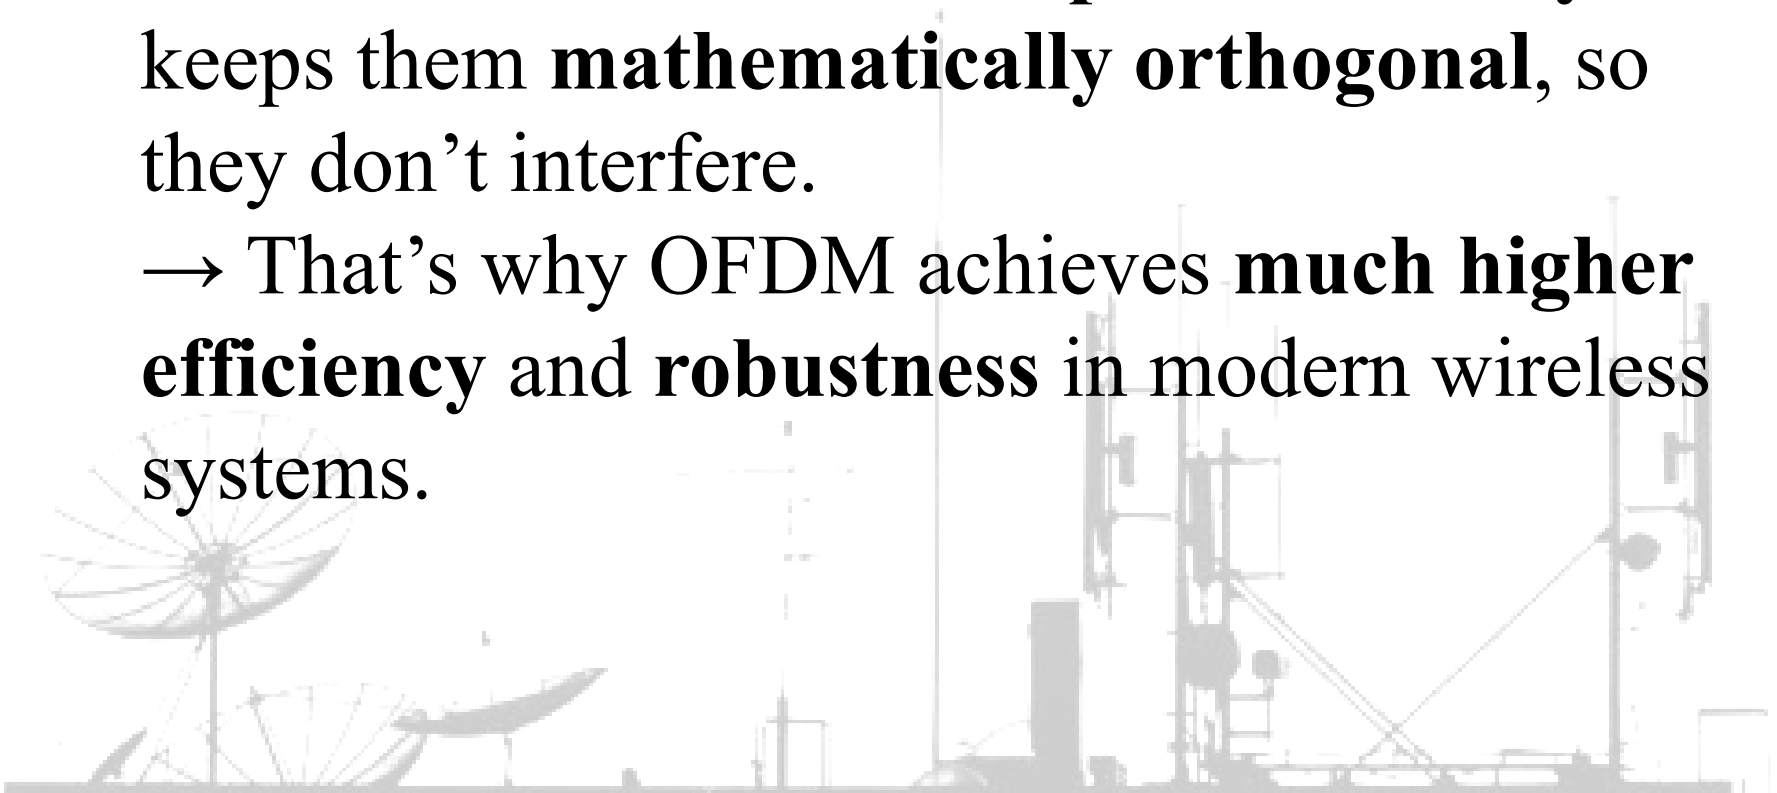 keeps them mathematically orthogonal, so
they don’t interfere.
→ That’s why OFDM achieves much higher
efficiency and robustness in modern wireless
systems.